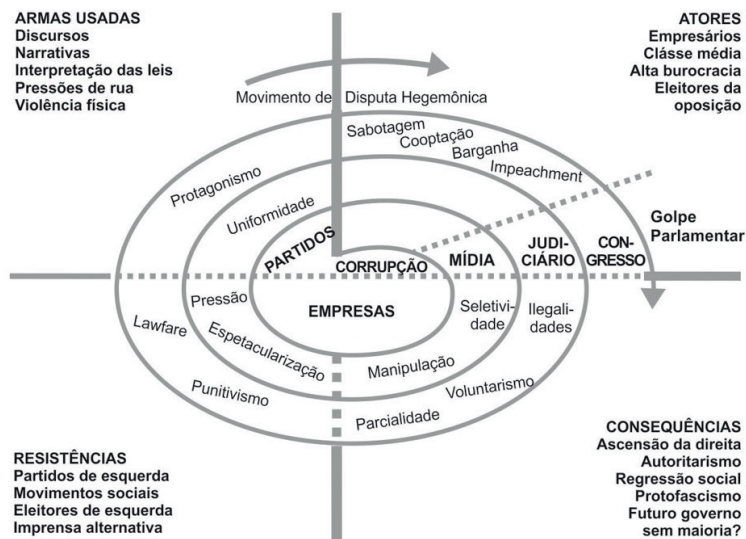 ARMAS USADAS
Discursos
Narrativas
Interpretação das leis
Pressões de rua
Violência física
ATORES
Empresários
Clásse média
Alta burocracia
Eleitores da
oposição
Movimento de Disputa Hegemônica
Sabotagem
Cooptação
Barganha
Impeachment
Protagonismo
Uniformidade
PARTIDOS
CORRUPÇÃO
MÍDIA
JUDI-
CIÁRIO
CON-
GRESSO
Golpe
Parlamentar
EMPRESAS
Pressão
Seletivi-
dade
Ilegali-
dades
Lawfare
Espetacularização
Manipulação
Punitivismo
Voluntarismo
Parcialidade
RESISTÊNCIAS
Partidos de esquerda
Movimentos sociais
Eleitores de esquerda
Imprensa alternativa
CONSEQUÊNCIAS
Ascensão da direita
Autoritarismo
Regressão social
Protofascismo
Futuro governo
sem maioria?